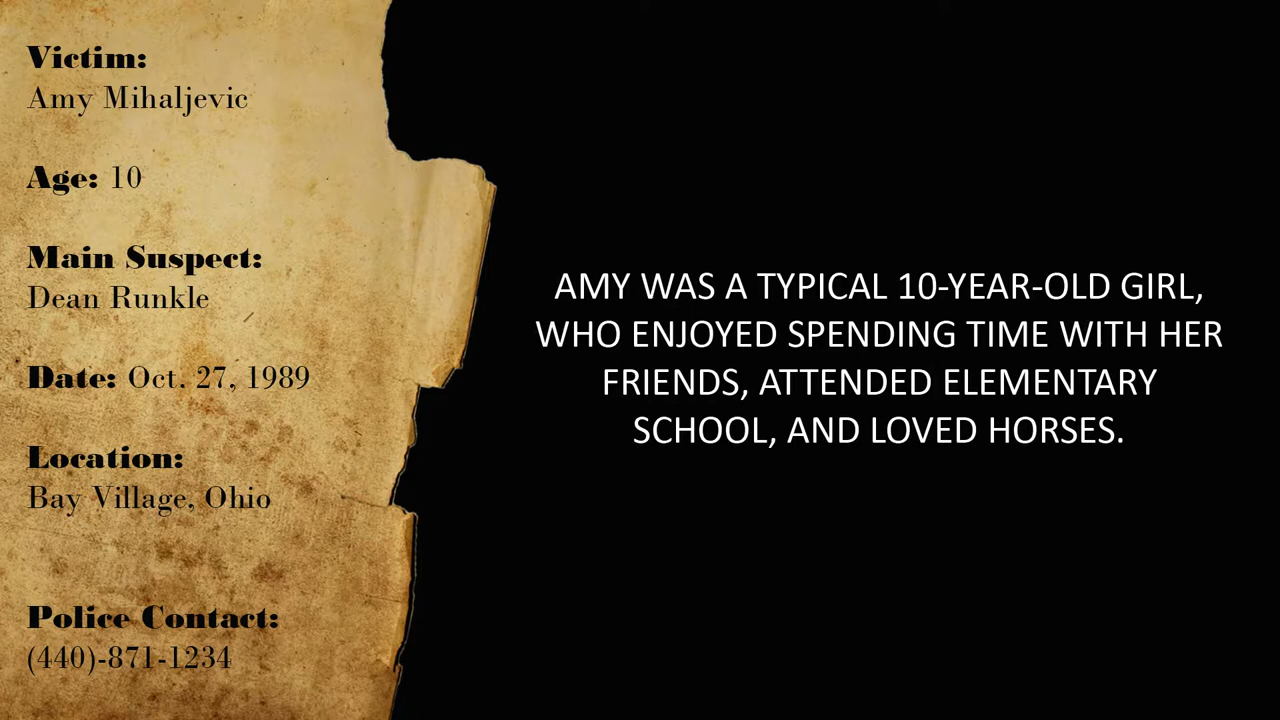 Victim:
Amy Mihaljevic
Age: 10
Main Suspect:
Dean Runkle
Date: Oct. 27, 1989
Location:
Bay Village, Ohio
Police Contact:
(440)-871-1234
AMY WAS A TYPICAL 10-YEAR-OLD GIRL,
WHO ENJOYED SPENDING TIME WITH HER
FRIENDS, ATTENDED ELEMENTARY
SCHOOL, AND LOVED HORSES.